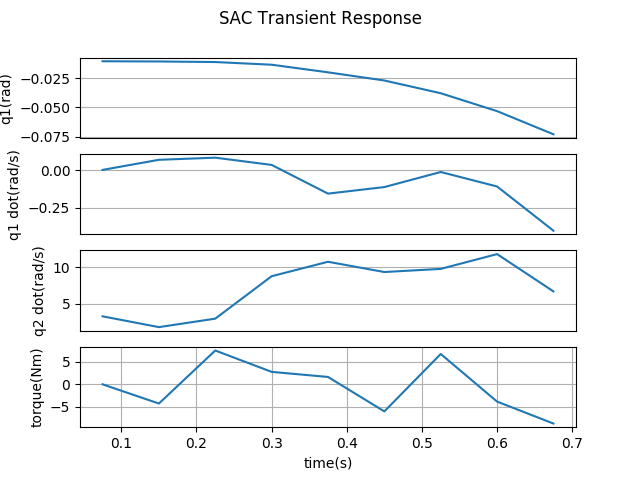 SAC Transient Response
q1(rad)
−0.025
−0.050
−0.075
q1 dot(rad/s)
0.00
−0.25
q2 dot(rad/s)
10
5
torque(Nm)
5
0
−5
0.1 0.2 0.3 0.4 0.5 0.6 0.7
time(s)